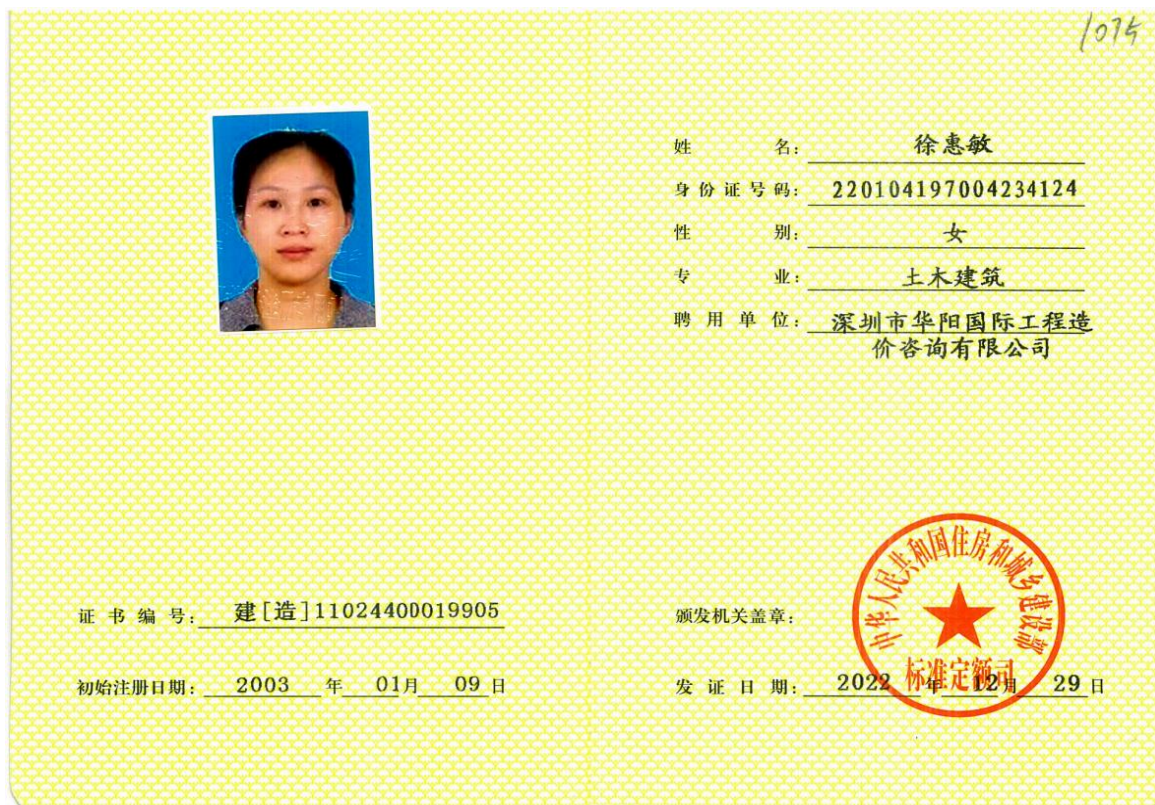 1075
姓名：徐惠敏
身份证号码：220104197004234124
性别：女
专业：土木建筑
聘用单位：深圳市华阳国际工程造
价咨询有限公司
证书编号：建[造]11024400019905
颁发机关盖章：
中华人民共和国住房和城乡建设部
标准定额司
初始注册日期：2003年01月09日
发证日期：2022年12月29日